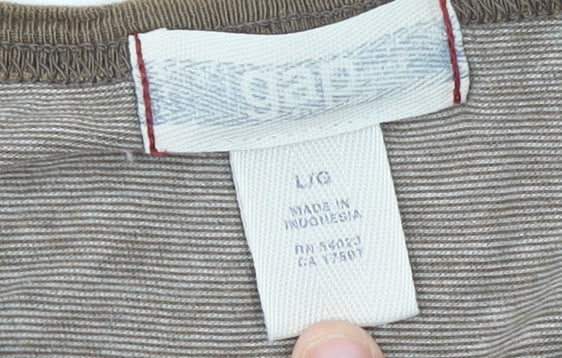 gap
L/G
MADE IN
INDONESIA
RN 54023
CA 17897